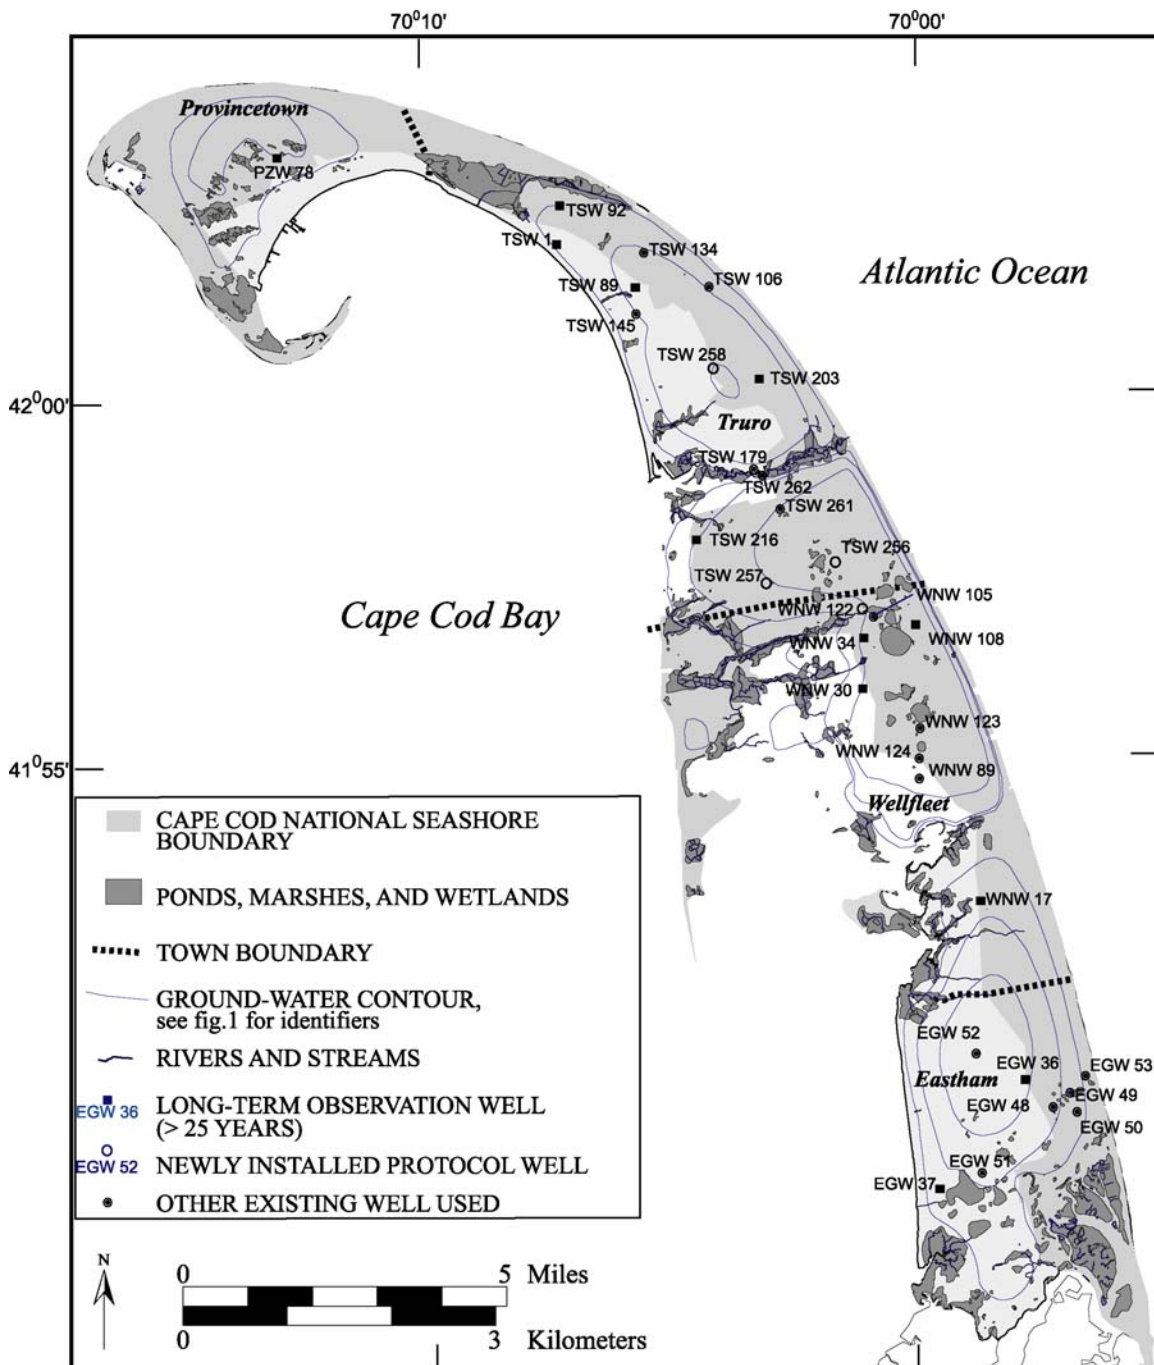 70⁰10'
70⁰00'
Provincetown
PZW 78
TSW 92
TSW 1
TSW 134
Atlantic Ocean
TSW 89
TSW 106
TSW 145
TSW 258
TSW 203
42⁰00'
Truro
TSW 179
TSW 262
TSW 261
TSW 216
TSW 256
TSW 257
WNW 105
Cape Cod Bay
WNW 122
WNW 34
WNW 108
WNW 30
WNW 123
WNW 124
41⁰55'
WNW 89
Wellfleet
CAPE COD NATIONAL SEASHORE
BOUNDARY
PONDS, MARSHES, AND WETLANDS
WNW 17
TOWN BOUNDARY
GROUND-WATER CONTOUR,
see fig.1 for identifiers
EGW 52
RIVERS AND STREAMS
EGW 36
EGW 53
Eastham
EGW 49
EGW 48
EGW 50
EGW 36
LONG-TERM OBSERVATION WELL
(> 25 YEARS)
EGW 52
NEWLY INSTALLED PROTOCOL WELL
EGW 51
EGW 37
OTHER EXISTING WELL USED
N
0 5 Miles
0 3
Kilometers